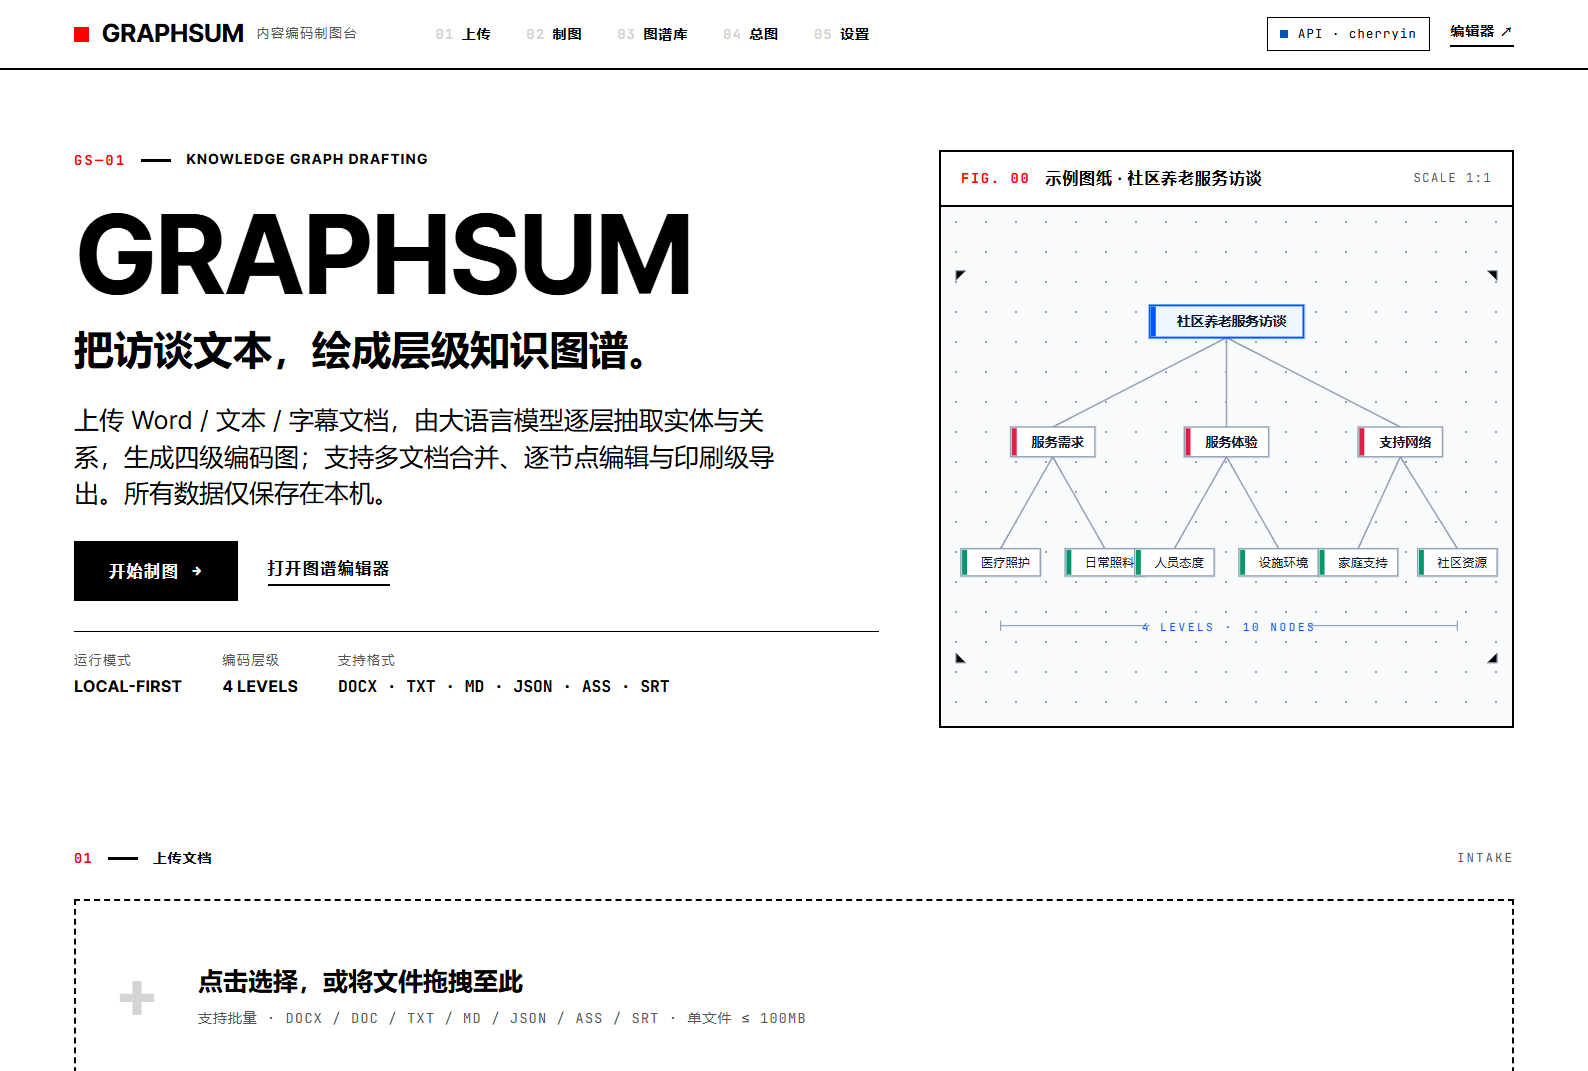 GRAPHSUM 内容编码制图台 01 上传 02 制图 03 图谱库 04 总图 05 设置 API · cherryin 编辑器 ↗
GS—01 — KNOWLEDGE GRAPH DRAFTING
GRAPHSUM
把访谈文本，绘成层级知识图谱。
上传 Word / 文本 / 字幕文档，由大语言模型逐层抽取实体与关
系，生成四级编码图；支持多文档合并、逐节点编辑与印刷级导
出。所有数据仅保存在本机。
开始制图 → 打开图谱编辑器
运行模式 编码层级 支持格式
LOCAL-FIRST 4 LEVELS DOCX · TXT · MD · JSON · ASS · SRT
FIG. 00 示例图纸 · 社区养老服务访谈 SCALE 1:1
社区养老服务访谈
服务需求 服务体验 支持网络
医疗照护 日常照料 人员态度 设施环境 家庭支持 社区资源
4 LEVELS · 10 NODES
01 — 上传文档 INTAKE
点击选择，或将文件拖拽至此
支持批量 · DOCX / DOC / TXT / MD / JSON / ASS / SRT · 单文件 ≤ 100MB